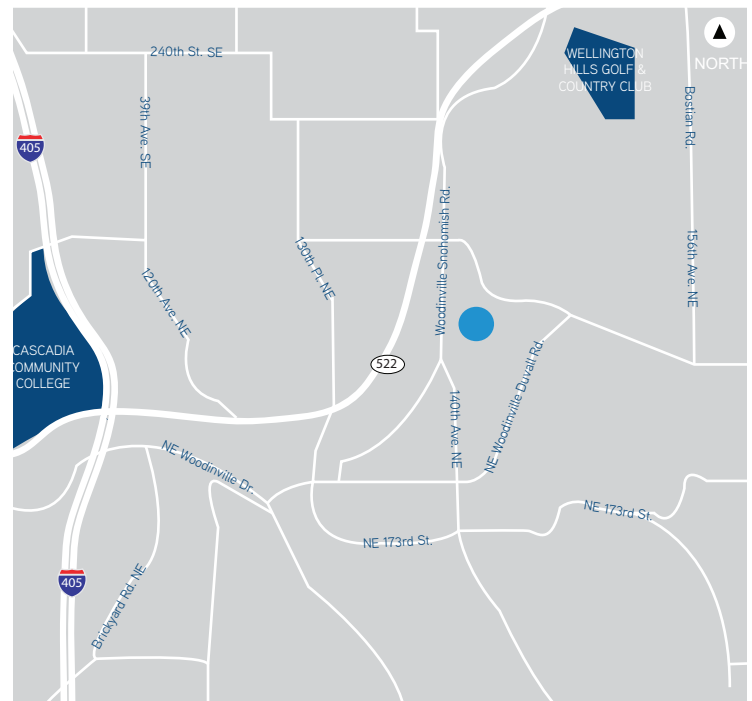 240th St. SE
WELLINGTON
HILLS GOLF &
COUNTRY CLUB
NORTH
39th Ave. SE
Bostian Rd.
405
Woodinville Snohomish Rd.
130th Pl. NE
156th Ave. NE
120th Ave. NE
CASCADIA
COMMUNITY
COLLEGE
522
NE Woodinville Duvall Rd.
140th Ave. NE
NE Woodinville Dr.
NE 173rd St.
NE 173rd St.
405
Brickyard Rd. NE